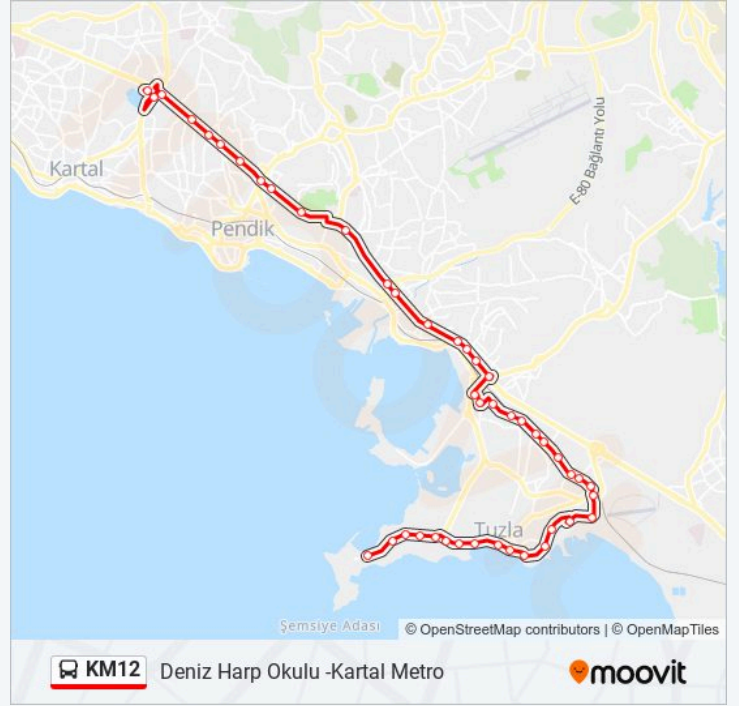 E-80 Bağlantı Yolu
Kartal
Pendik
Tuzla
Şemsiye Adası
© OpenStreetMap contributors | © OpenMapTiles
KM12
Deniz Harp Okulu -Kartal Metro
moovit